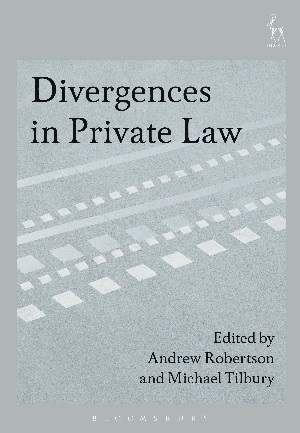 Divergences
in Private Law
Edited by
Andrew Robertson
and Michael Tilbury
BLOOMSBURY